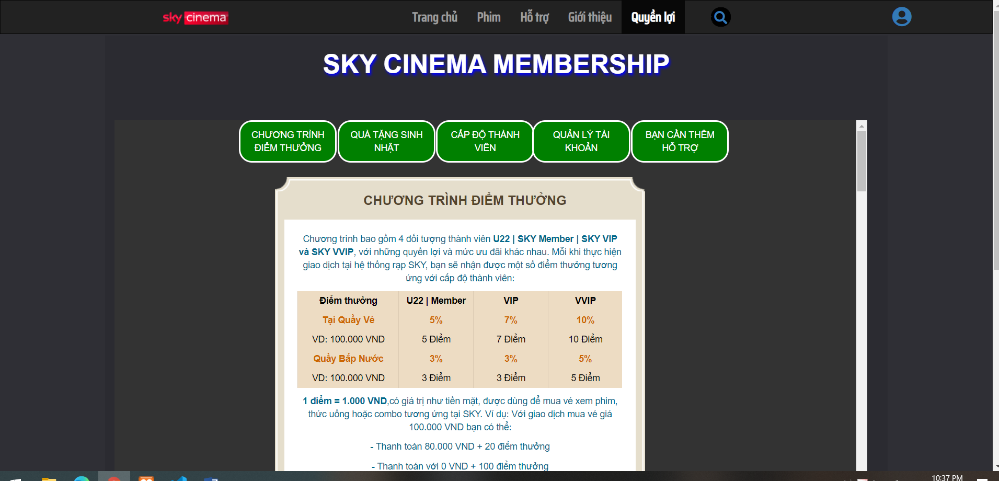 sky cinema
Trang chủ Phim Hỗ trợ Giới thiệu Quyền lợi
SKY CINEMA MEMBERSHIP
CHƯƠNG TRÌNH
ĐIỂM THƯỞNG
QUÀ TẶNG SINH
NHẬT
CẤP ĐỘ THÀNH
VIÊN
QUẢN LÝ TÀI
KHOẢN
BẠN CẦN THÊM
HỖ TRỢ
CHƯƠNG TRÌNH ĐIỂM THƯỞNG
Chương trình bao gồm 4 đối tượng thành viên U22 | SKY Member | SKY VIP
và SKY VVIP, với những quyền lợi và mức ưu đãi khác nhau. Mỗi khi thực hiện
giao dịch tại hệ thống rạp SKY, bạn sẽ nhận được một số điểm thưởng tương
ứng với cấp độ thành viên:
Điểm thưởng U22 | Member VIP VVIP
Tại Quầy Vé 5% 7% 10%
VD: 100.000 VND 5 Điểm 7 Điểm 10 Điểm
Quầy Bắp Nước 3% 3% 5%
VD: 100.000 VND 3 Điểm 3 Điểm 5 Điểm
1 điểm = 1.000 VND,có giá trị như tiền mặt, được dùng để mua vé xem phim,
thức uống hoặc combo tương ứng tại SKY. Ví dụ: Với giao dịch mua vé giá
100.000 VND bạn có thể:
- Thanh toán 80.000 VND + 20 điểm thưởng
- Thanh toán với 0 VND + 100 điểm thưởng
10:37 PM